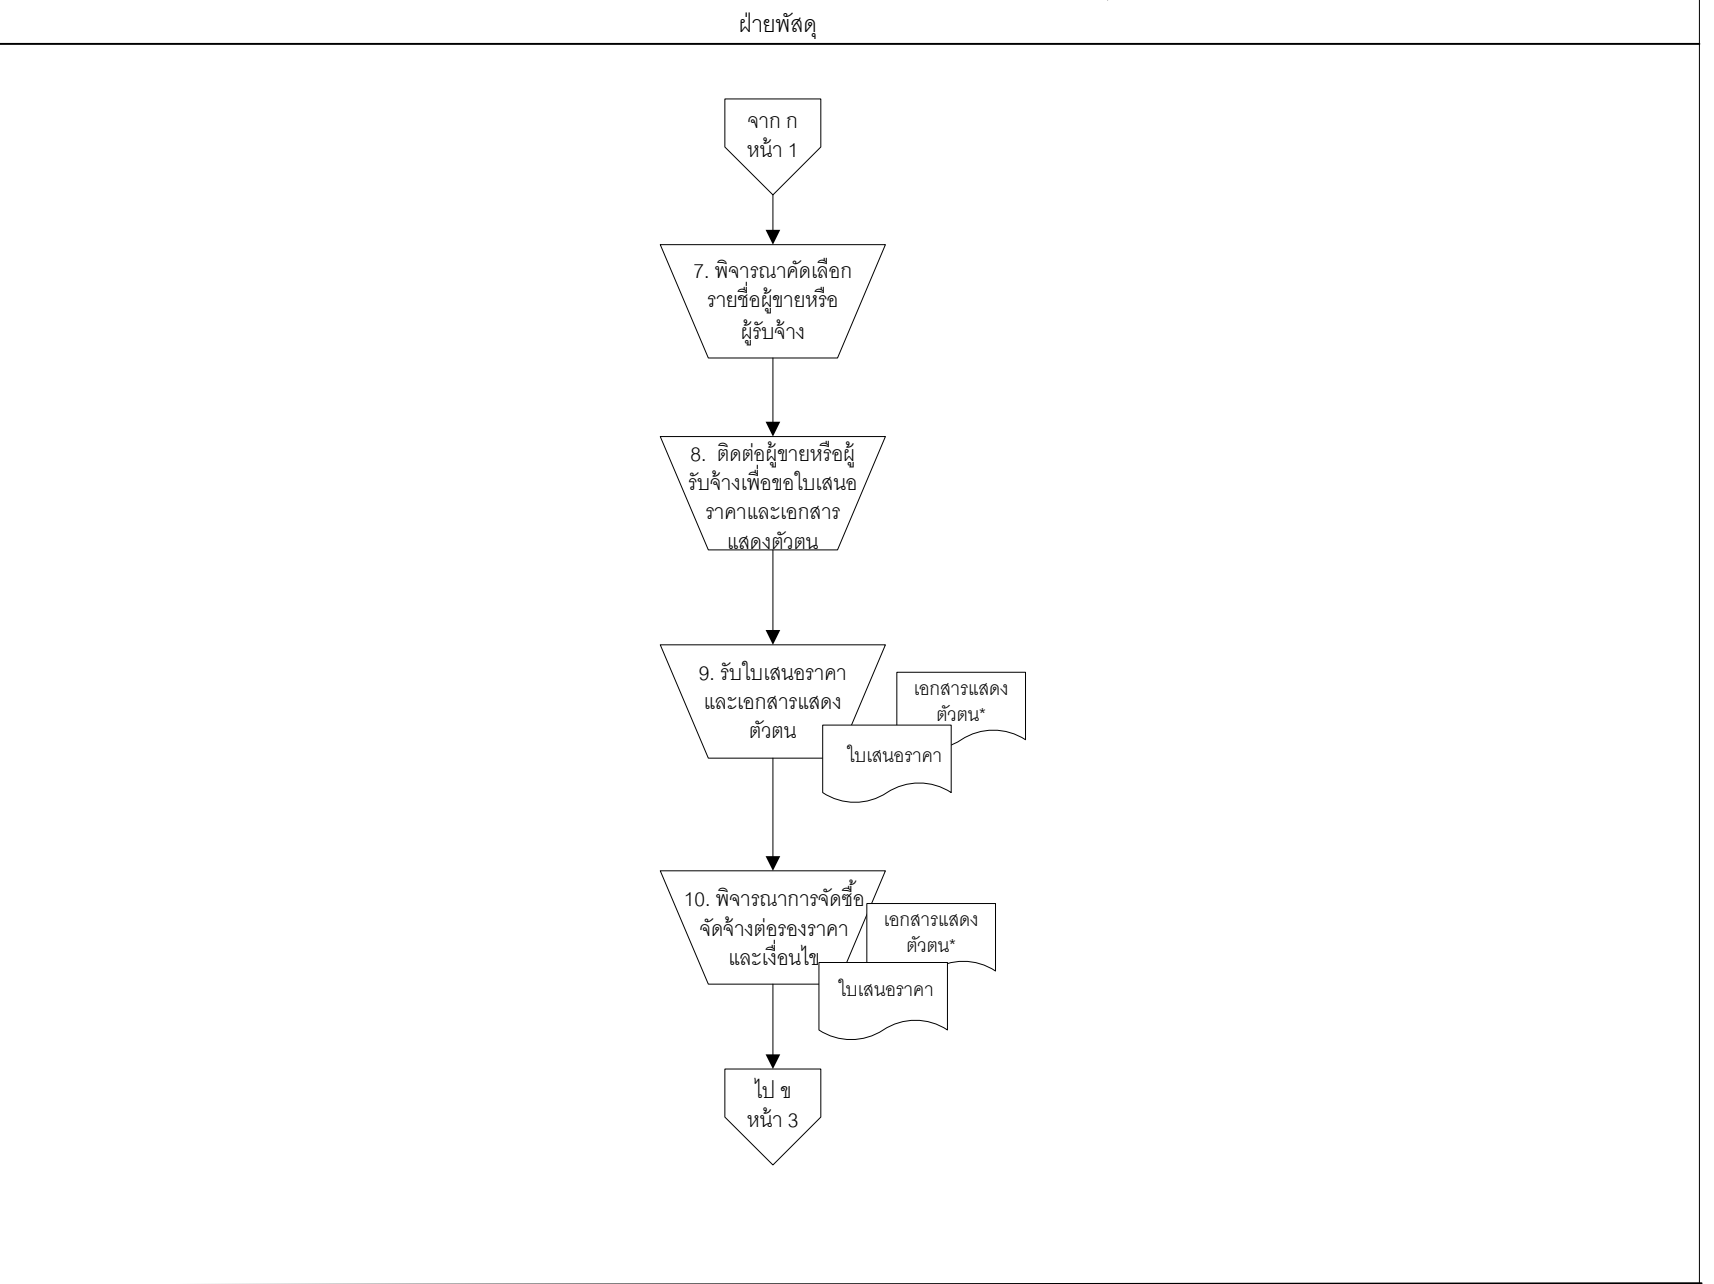 ฝ่ายพัสดุ
จาก ก
หน้า 1
7. พิจารณาคัดเลือก
รายชื่อผู้ขายหรือ
ผู้รับจ้าง
8. ติดต่อผู้ขายหรือผู้
รับจ้างเพื่อขอใบเสนอ
ราคาและเอกสาร
แสดงตัวตน
9. รับใบเสนอราคา
และเอกสารแสดง
ตัวตน
เอกสารแสดง
ตัวตน*
ใบเสนอราคา
10. พิจารณาการจัดซื้อ
จัดจ้างต่อรองราคา
และเงื่อนไข
เอกสารแสดง
ตัวตน*
ใบเสนอราคา
ไป ข
หน้า 3